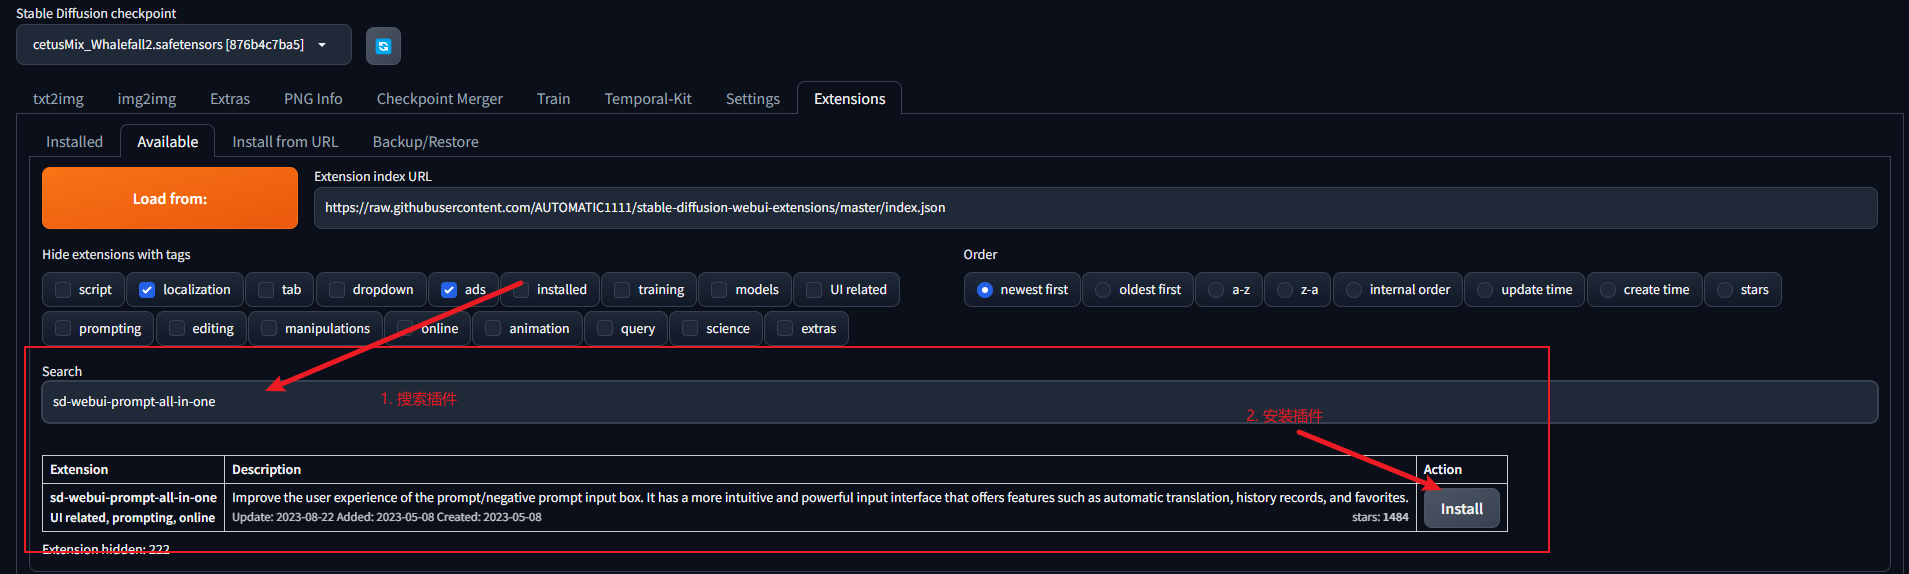 Stable Diffusion checkpoint
cetusMix_Whalefall2.safetensors [876b4c7ba5]
txt2img img2img Extras PNG Info Checkpoint Merger Train Temporal-Kit Settings Extensions
Installed Available Install from URL Backup/Restore
Load from:
Extension index URL
https://raw.githubusercontent.com/AUTOMATIC1111/stable-diffusion-webui-extensions/master/index.json
Hide extensions with tags
script localization tab dropdown ads installed training models UI related
prompting editing manipulations online animation query science extras
Order
newest first oldest first a-z z-a internal order update time create time stars
Search
sd-webui-prompt-all-in-one
1. 搜索插件
2. 安装插件
Extension Description Action
sd-webui-prompt-all-in-one Improve the user experience of the prompt/negative prompt input box. It has a more intuitive and powerful input interface that offers features such as automatic translation, history records, and favorites.
UI related, prompting, online Update: 2023-08-22 Added: 2023-05-08 Created: 2023-05-08 stars: 1484
Install
Extension hidden: 222